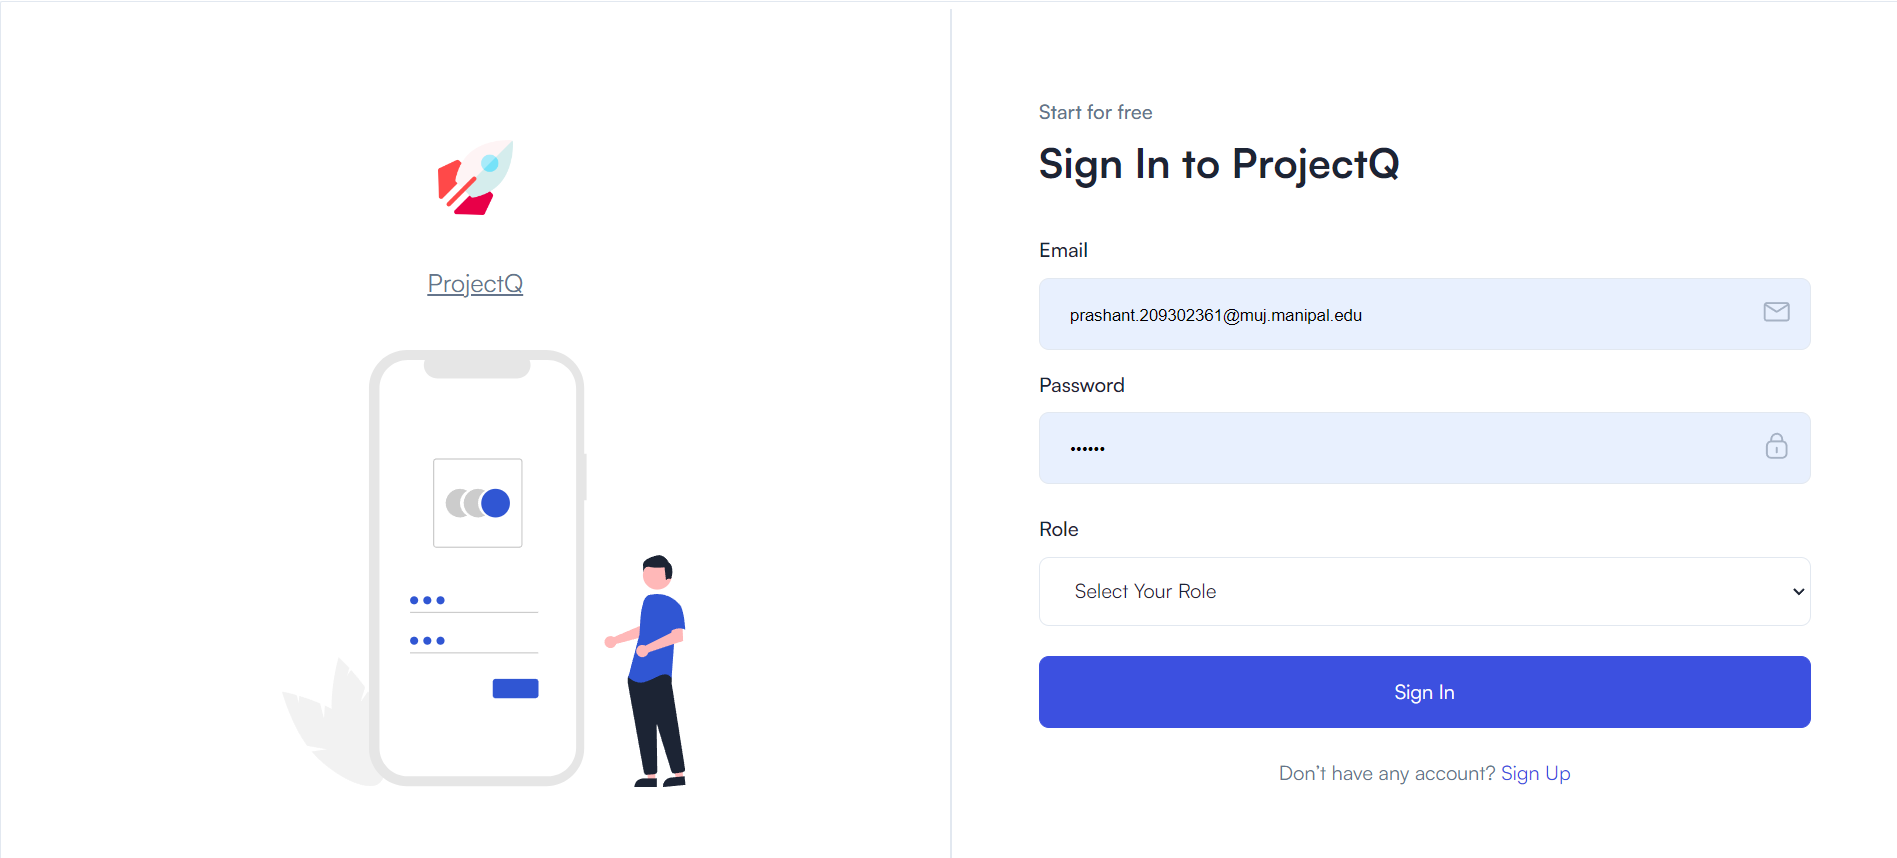 ProjectQ
Start for free
Sign In to ProjectQ
Email
prashant.209302361@muj.manipal.edu
Password
••••••
Role
Select Your Role
Sign In
Don't have any account? Sign Up